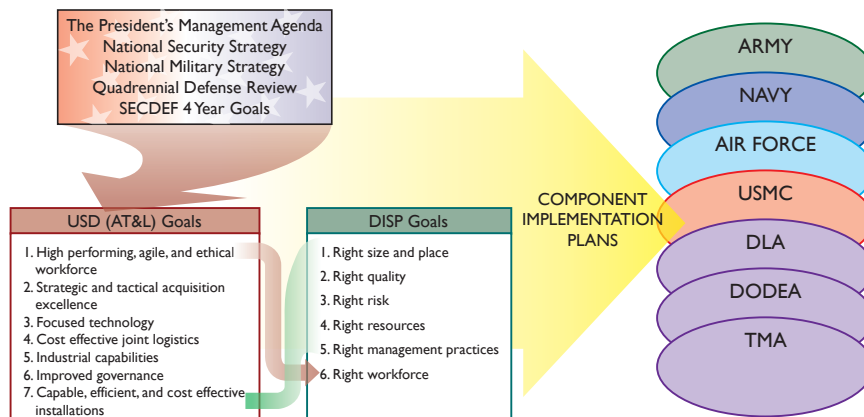 The President's Management Agenda
National Security Strategy
National Military Strategy
Quadrennial Defense Review
SECDEF 4 Year Goals
USD (AT&L) Goals
1. High performing, agile, and ethical
workforce
2. Strategic and tactical acquisition
excellence
3. Focused technology
4. Cost effective joint logistics
5. Industrial capabilities
6. Improved governance
7. Capable, efficient, and cost effective
installations
DISP Goals
1. Right size and place
2. Right quality
3. Right risk
4. Right resources
5. Right management practices
6. Right workforce
COMPONENT
IMPLEMENTATION
PLANS
ARMY
NAVY
AIR FORCE
USMC
DLA
DODEA
TMA